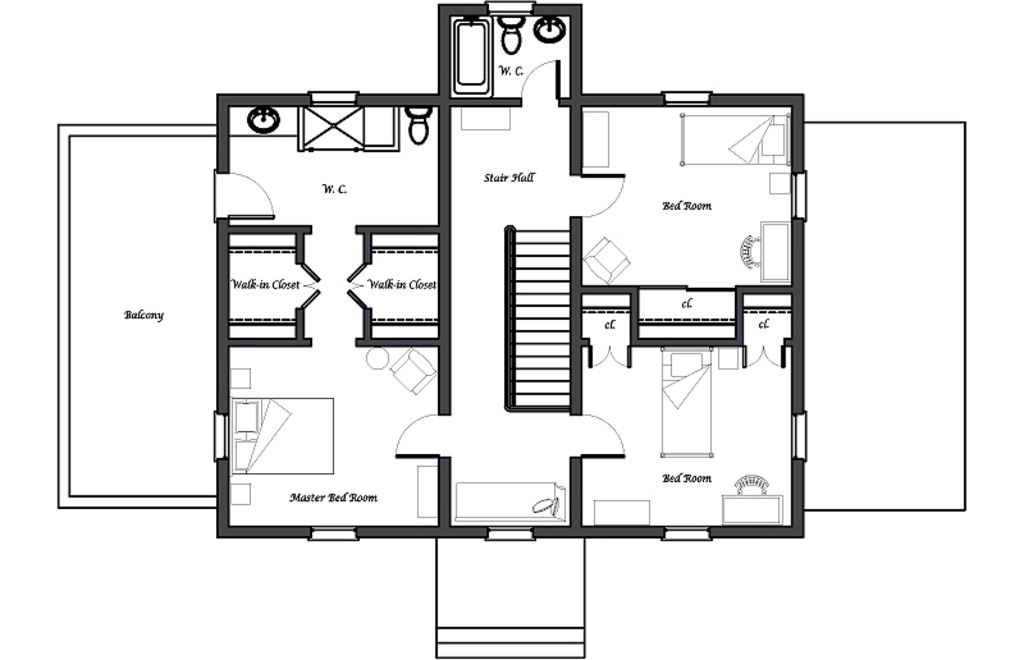 W. C.
Stair Hall
W. C.
Bed Room
Walk-in Closet
Walk-in Closet
cl.
cl.
cl.
Balcony
Bed Room
Master Bed Room